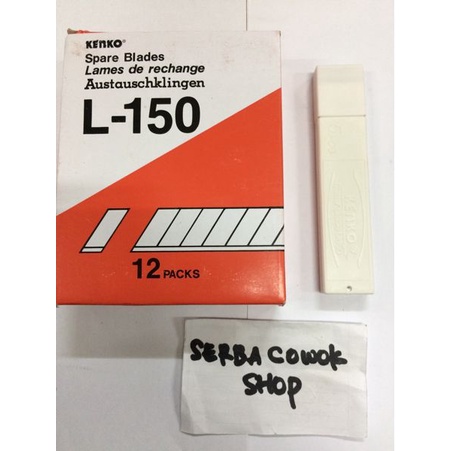 KENKO®
Spare Blades
Lames de rechange
Austauschklingen
L-150
12 PACKS
SERBA COWOK
SHOP